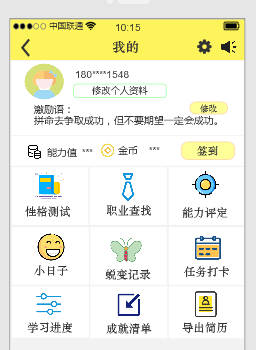 中国联通 10:15
我的
180****1548
修改个人资料
激励语： 修改
拼命去争取成功，但不要期望一定会成功。
能力值 *** 金币 *** 签到
性格测试 职业查找 能力评定
小日子 蜕变记录 任务打卡
学习进度 成就清单 导出简历